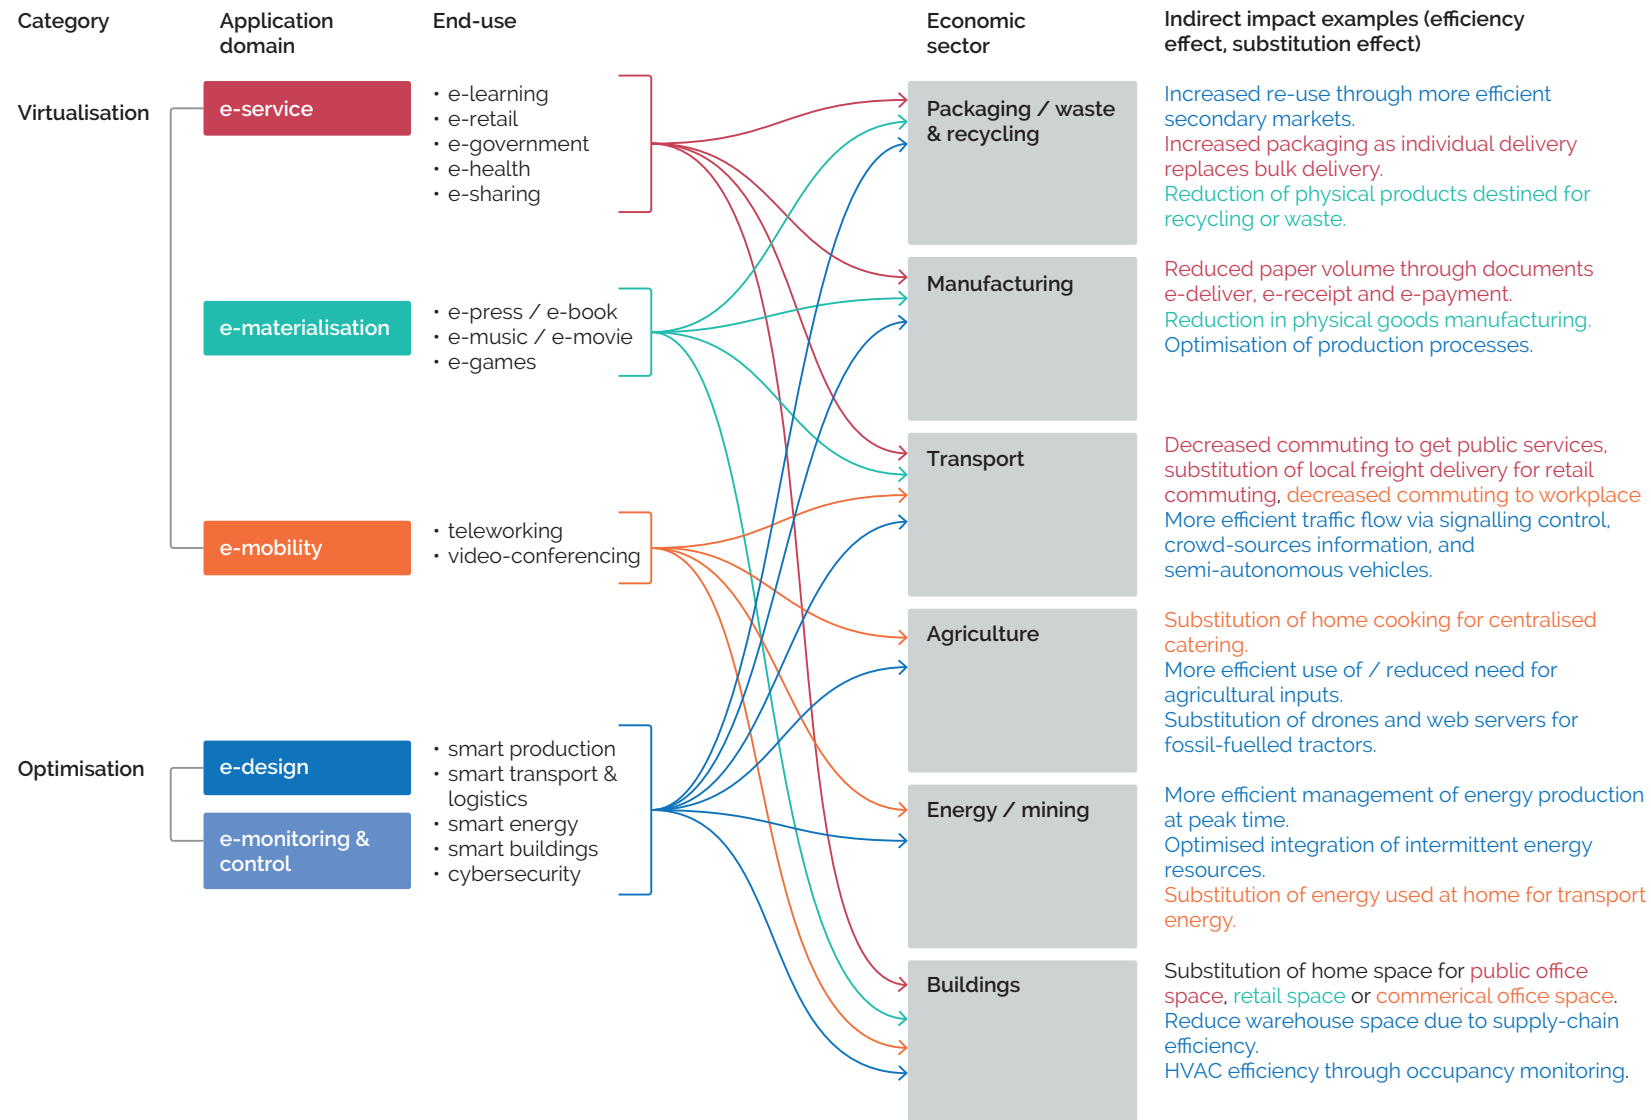 Category
Application
domain
End-use
Economic
sector
Indirect impact examples (efficiency
effect, substitution effect)
Virtualisation
e-service
• e-learning
• e-retail
• e-government
• e-health
• e-sharing
e-materialisation
• e-press / e-book
• e-music / e-movie
• e-games
e-mobility
• teleworking
• video-conferencing
Optimisation
e-design
e-monitoring &
control
• smart production
• smart transport &
logistics
• smart energy
• smart buildings
• cybersecurity
Packaging / waste
& recycling
Increased re-use through more efficient
secondary markets.
Increased packaging as individual delivery
replaces bulk delivery.
Reduction of physical products destined for
recycling or waste.
Manufacturing
Reduced paper volume through documents
e-deliver, e-receipt and e-payment.
Reduction in physical goods manufacturing.
Optimisation of production processes.
Transport
Decreased commuting to get public services,
substitution of local freight delivery for retail
commuting, decreased commuting to workplace
More efficient traffic flow via signalling control,
crowd-sources information, and
semi-autonomous vehicles.
Agriculture
Substitution of home cooking for centralised
catering.
More efficient use of / reduced need for
agricultural inputs.
Substitution of drones and web servers for
fossil-fuelled tractors.
Energy / mining
More efficient management of energy production
at peak time.
Optimised integration of intermittent energy
resources.
Substitution of energy used at home for transport
energy.
Buildings
Substitution of home space for public office
space, retail space or commerical office space.
Reduce warehouse space due to supply-chain
efficiency.
HVAC efficiency through occupancy monitoring.